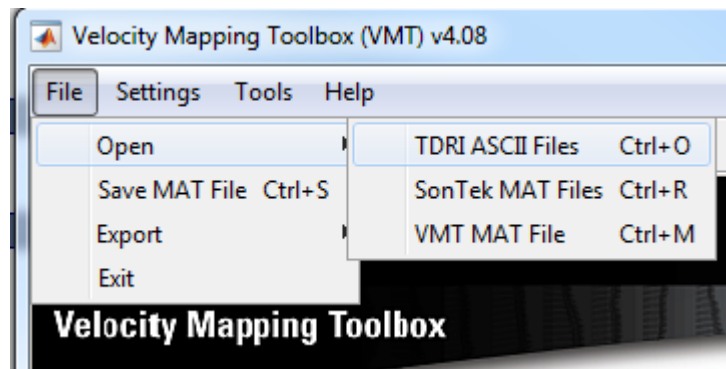 Velocity Mapping Toolbox (VMT) v4.08
File Settings Tools Help
Open TDRI ASCII Files Ctrl+O
Save MAT File Ctrl+S SonTek MAT Files Ctrl+R
Export VMT MAT File Ctrl+M
Exit
Velocity Mapping Toolbox